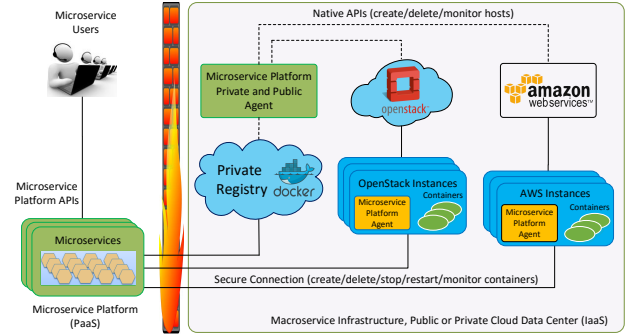 Microservice
Users
Native APIs (create/delete/monitor hosts)
Microservice Platform
Private and Public
Agent
openstack
amazon
webservices™
Private
Registry
docker
Microservice
Platform APIs
OpenStack Instances
Microservice
Platform
Agent
Containers
AWS Instances
Microservice
Platform
Agent
Containers
Microservices
Secure Connection (create/delete/stop/restart/monitor containers)
Microservice Platform
(PaaS)
Macroservice Infrastructure, Public or Private Cloud Data Center (IaaS)